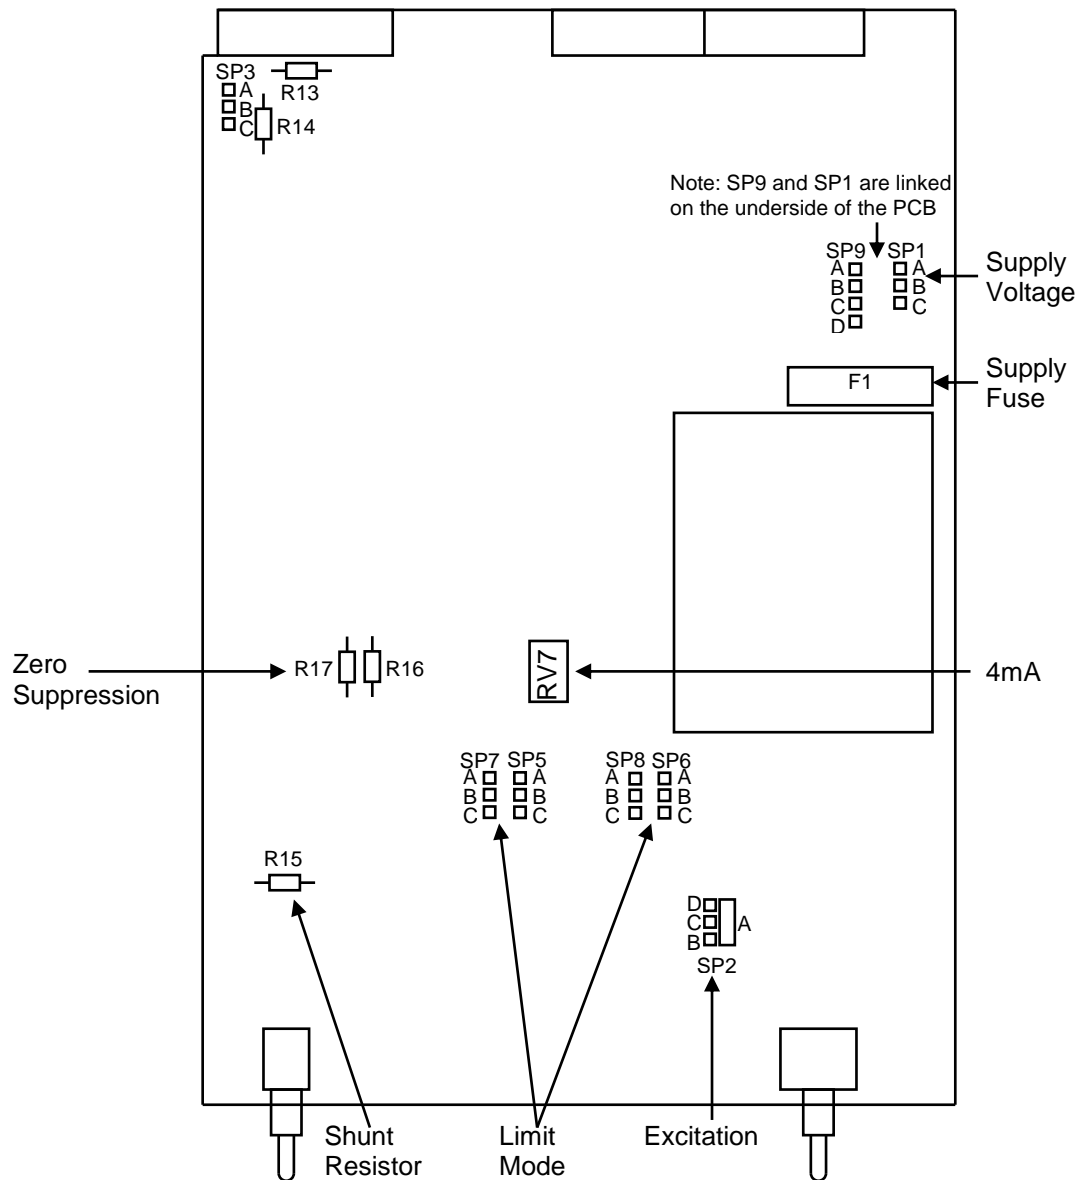 SP3
A
B
C
R13
R14
Note: SP9 and SP1 are linked
on the underside of the PCB
SP9 SP1
A A
B B
C C
D
Supply
Voltage
F1
Supply
Fuse
Zero
Suppression
R17 R16
RV7
4mA
SP7 SP5
A A
B B
C C
SP8 SP6
A A
B B
C C
R15
D
C
B
A
SP2
Shunt
Resistor
Limit
Mode
Excitation